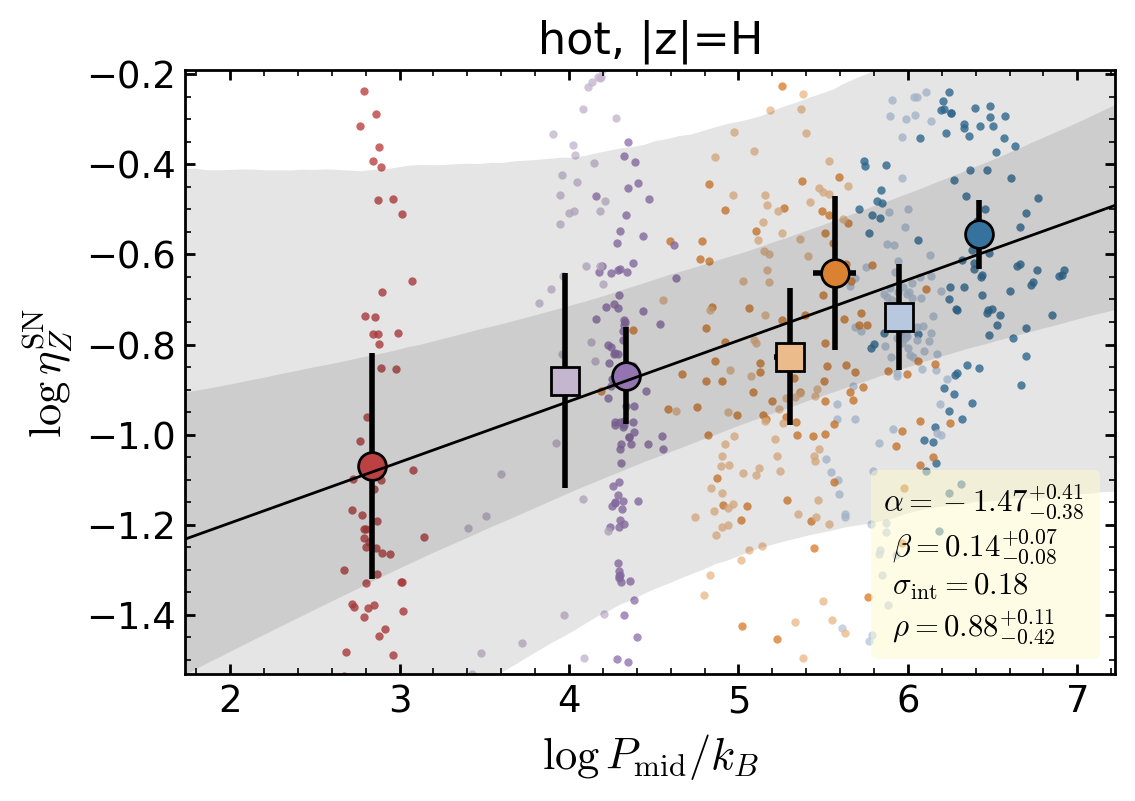 hot, |z|=H
−0.2
−0.4
−0.6
−0.8
−1.0
−1.2
−1.4
log η_Z^SN
α = −1.47^{+0.41}_{−0.38}
β = 0.14^{+0.07}_{−0.08}
σ_int = 0.18
ρ = 0.88^{+0.11}_{−0.42}
2 3 4 5 6 7
log P_mid/k_B